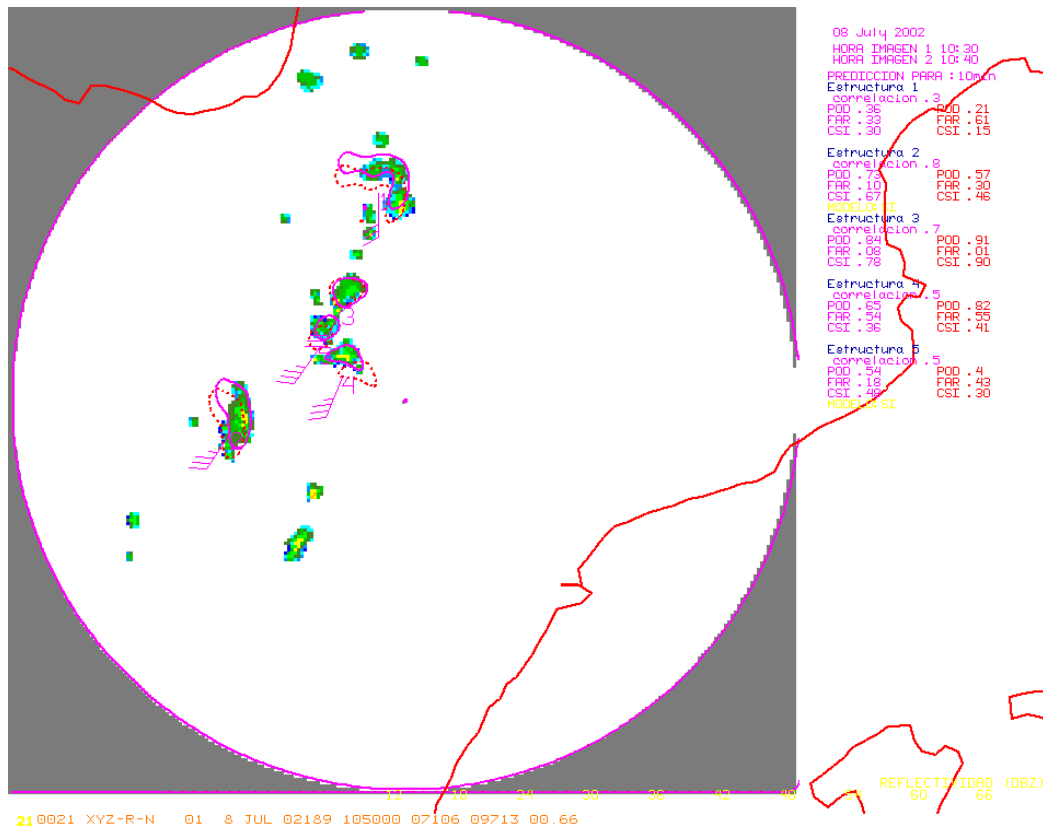 08 July 2002
HORA IMAGEN 1 10:30
HORA IMAGEN 2 10:40
PREDICCION PARA :10min
Estructura 1
correlacion .3
POD .36 POD .21
FAR .33 FAR .61
CSI .30 CSI .15
Estructura 2
correlacion .8
POD .73 POD .57
FAR .10 FAR .30
CSI .67 CSI .46
MODELO: SI
Estructura 3
correlacion .7
POD .84 POD .91
FAR .08 FAR .01
CSI .78 CSI .90
Estructura 4
correlacion .5
POD .65 POD .82
FAR .54 FAR .55
CSI .36 CSI .41
Estructura 5
correlacion .5
POD .54 POD .4
FAR .18 FAR .43
CSI .48 CSI .30
MODELO: SI
1
3
4
REFLECTIVIDAD (DBZ)
12 18 24 30 36 42 48 54 60 66
21 0021 XYZ-R-N 01 8 JUL 02189 105000 07106 09713 00.66